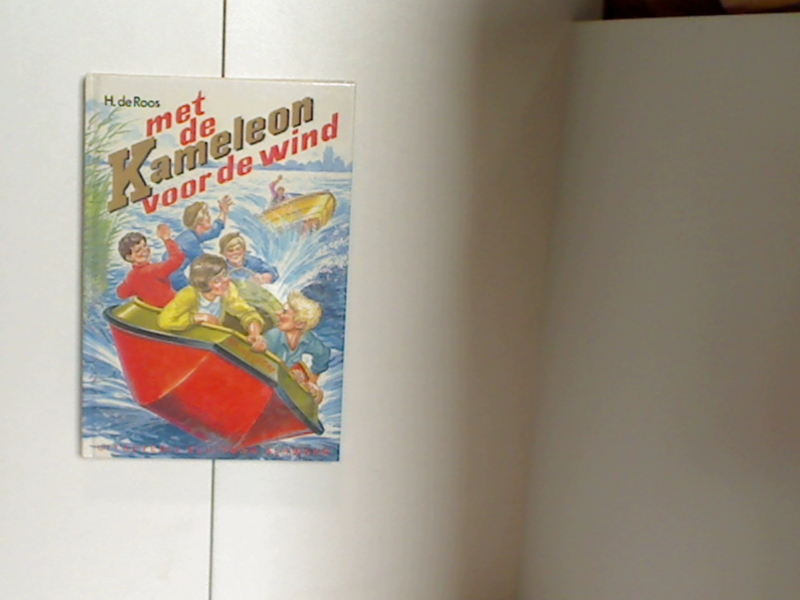 H. de Roos
met
de
Kameleon
voor de wind